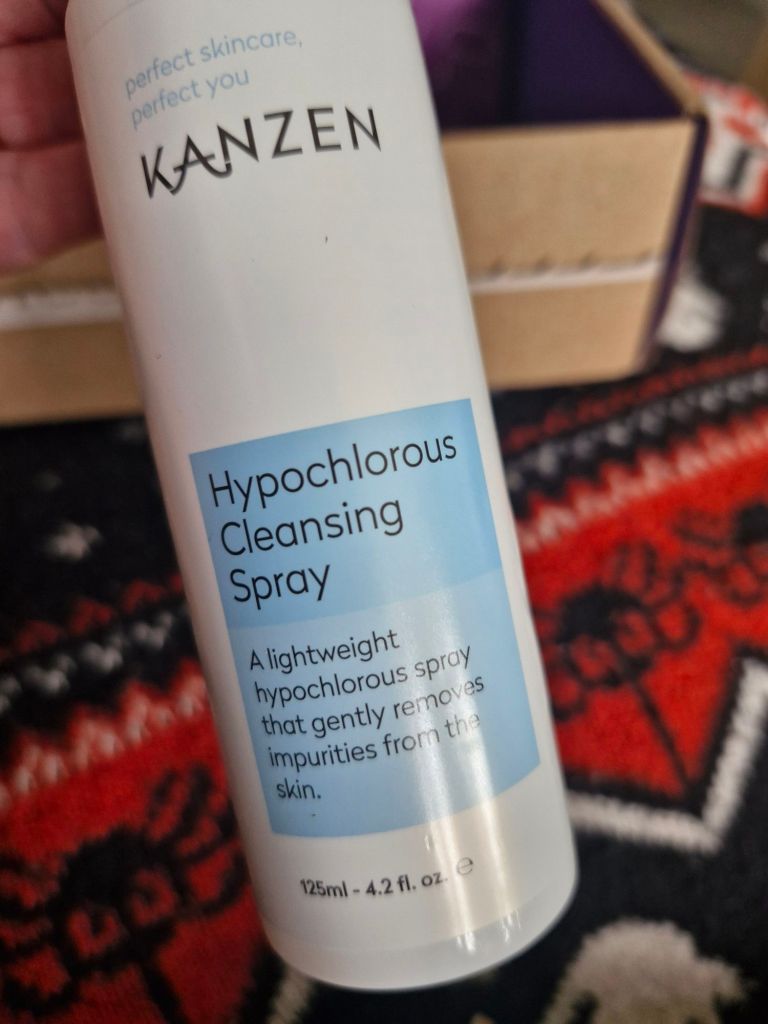 perfect skincare,
perfect you
KANZEN
Hypochlorous
Cleansing
Spray
A lightweight
hypochlorous spray
that gently removes
impurities from the
skin.
125ml - 4.2 fl. oz. ℮